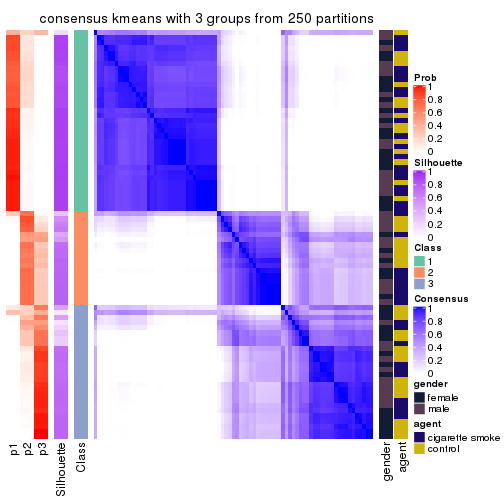 consensus kmeans with 3 groups from 250 partitions
Prob
1
0.8
0.6
0.4
0.2
0
Silhouette
1
0.8
0.6
0.4
0.2
0
Class
1
2
3
Consensus
1
0.8
0.6
0.4
0.2
0
gender
female
male
agent
cigarette smoke
control
p1
p2
p3
Silhouette
Class
gender
agent